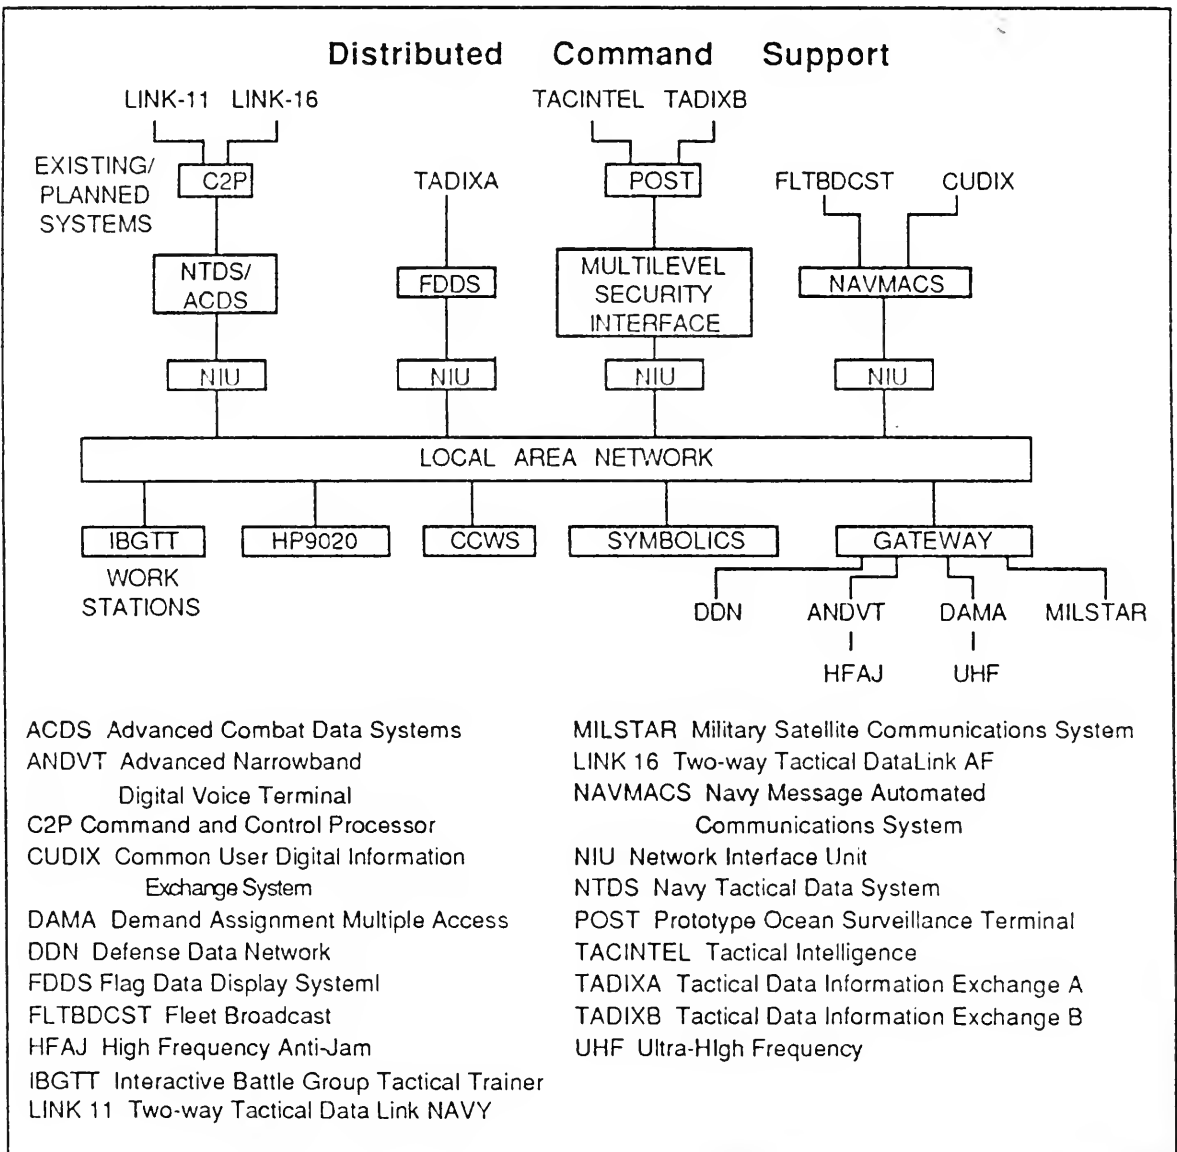 Distributed Command Support
LINK-11 LINK-16
TACINTEL TADIXB
EXISTING/
PLANNED
SYSTEMS
C2P
TADIXA
POST
FLTBDCST CUDIX
NTDS/
ACDS
FDDS
MULTILEVEL
SECURITY
INTERFACE
NAVMACS
NIU
NIU
NIU
NIU
LOCAL AREA NETWORK
IBGTT
HP9020
CCWS
SYMBOLICS
GATEWAY
WORK
STATIONS
DDN
ANDVT
DAMA
MILSTAR
HFAJ
UHF
ACDS Advanced Combat Data Systems
ANDVT Advanced Narrowband
Digital Voice Terminal
C2P Command and Control Processor
CUDIX Common User Digital Information
Exchange System
DAMA Demand Assignment Multiple Access
DDN Defense Data Network
FDDS Flag Data Display Systeml
FLTBDCST Fleet Broadcast
HFAJ High Frequency Anti-Jam
IBGTT Interactive Battle Group Tactical Trainer
LINK 11 Two-way Tactical Data Link NAVY
MILSTAR Military Satellite Communications System
LINK 16 Two-way Tactical DataLink AF
NAVMACS Navy Message Automated
Communications System
NIU Network Interface Unit
NTDS Navy Tactical Data System
POST Prototype Ocean Surveillance Terminal
TACINTEL Tactical Intelligence
TADIXA Tactical Data Information Exchange A
TADIXB Tactical Data Information Exchange B
UHF Ultra-HIgh Frequency